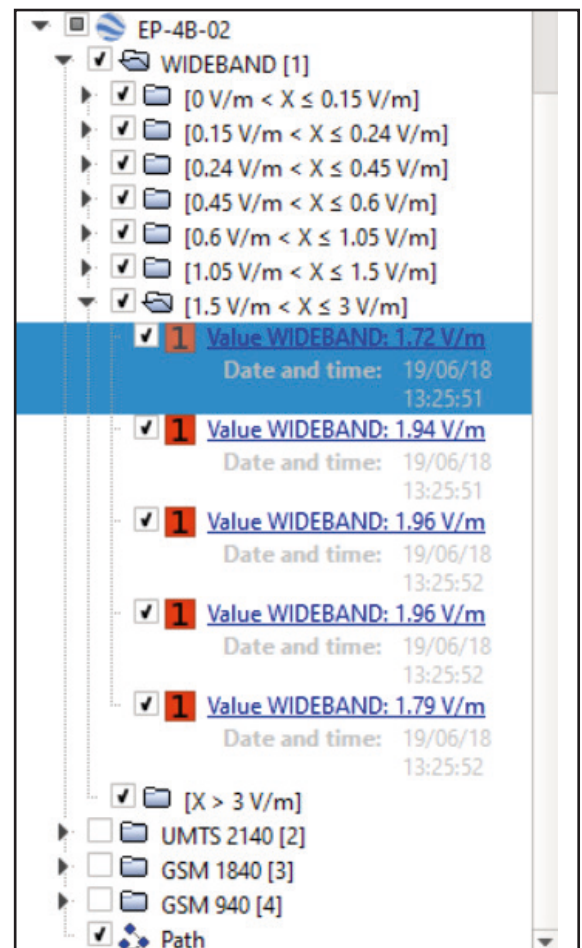 EP-4B-02
WIDEBAND [1]
[0 V/m < X ≤ 0.15 V/m]
[0.15 V/m < X ≤ 0.24 V/m]
[0.24 V/m < X ≤ 0.45 V/m]
[0.45 V/m < X ≤ 0.6 V/m]
[0.6 V/m < X ≤ 1.05 V/m]
[1.05 V/m < X ≤ 1.5 V/m]
[1.5 V/m < X ≤ 3 V/m]
1 Value WIDEBAND: 1.72 V/m
Date and time: 19/06/18
13:25:51
1 Value WIDEBAND: 1.94 V/m
Date and time: 19/06/18
13:25:51
1 Value WIDEBAND: 1.96 V/m
Date and time: 19/06/18
13:25:52
1 Value WIDEBAND: 1.96 V/m
Date and time: 19/06/18
13:25:52
1 Value WIDEBAND: 1.79 V/m
Date and time: 19/06/18
13:25:52
[X > 3 V/m]
UMTS 2140 [2]
GSM 1840 [3]
GSM 940 [4]
Path